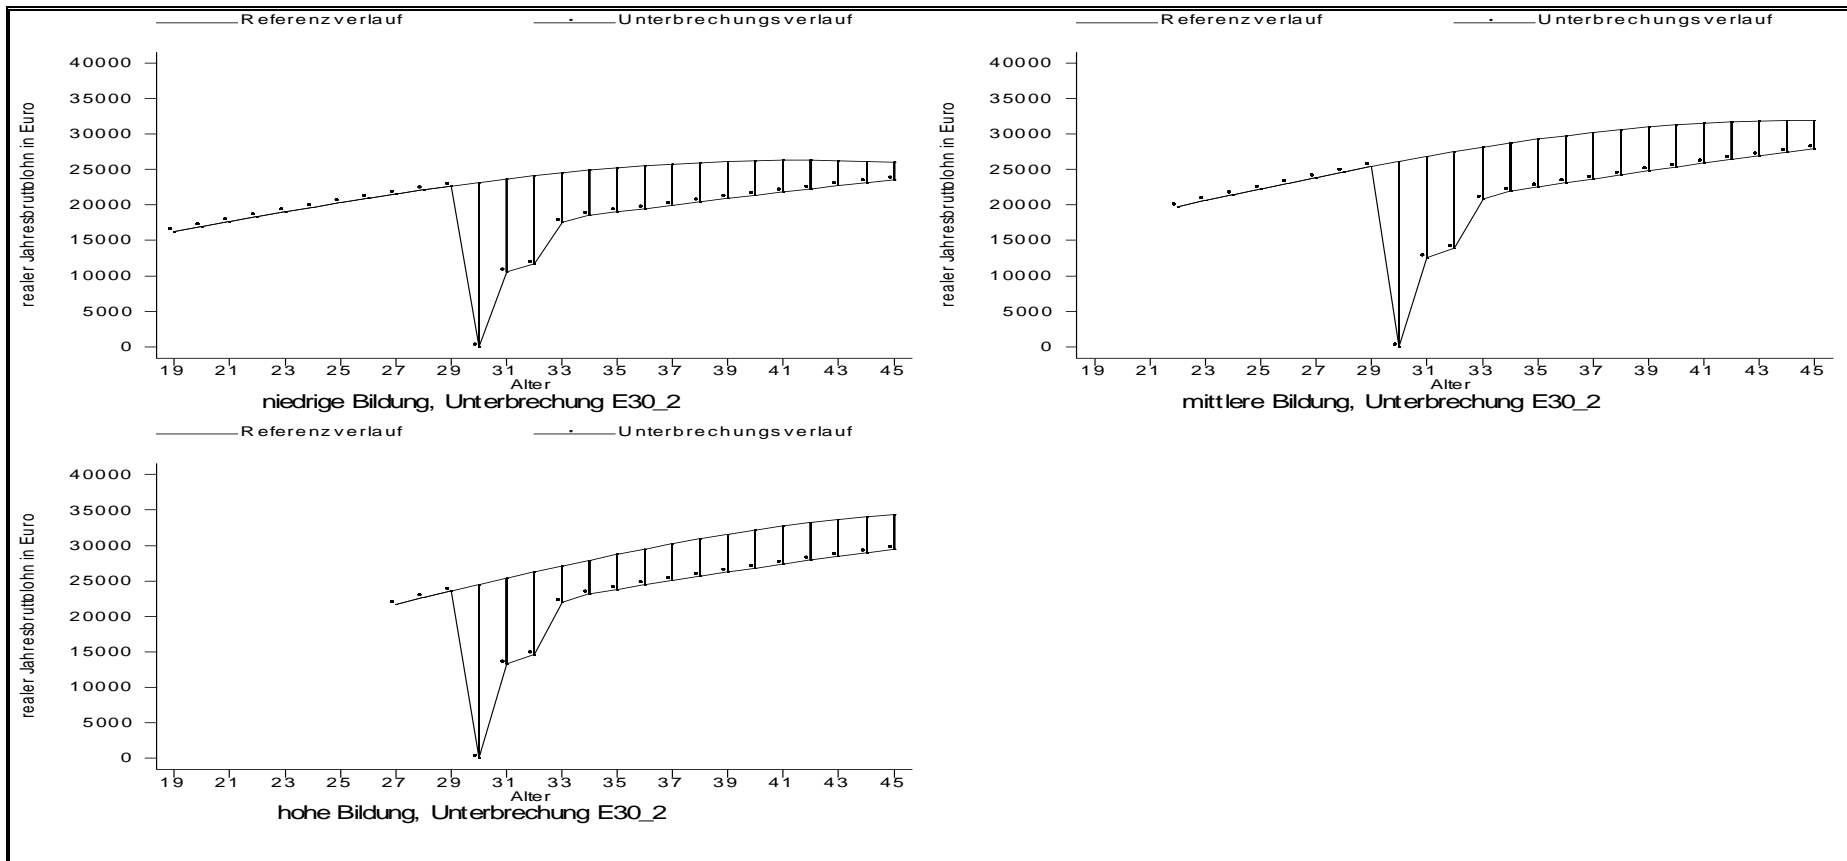 Referenzverlauf Unterbrechungsverlauf
realer Jahresbruttolohn in Euro
40000
35000
30000
25000
20000
15000
10000
5000
0
19 21 23 25 27 29 31 33 35 37 39 41 43 45
Alter
niedrige Bildung, Unterbrechung E30_2
Referenzverlauf Unterbrechungsverlauf
realer Jahresbruttolohn in Euro
40000
35000
30000
25000
20000
15000
10000
5000
0
19 21 23 25 27 29 31 33 35 37 39 41 43 45
Alter
mittlere Bildung, Unterbrechung E30_2
Referenzverlauf Unterbrechungsverlauf
realer Jahresbruttolohn in Euro
40000
35000
30000
25000
20000
15000
10000
5000
0
19 21 23 25 27 29 31 33 35 37 39 41 43 45
Alter
hohe Bildung, Unterbrechung E30_2